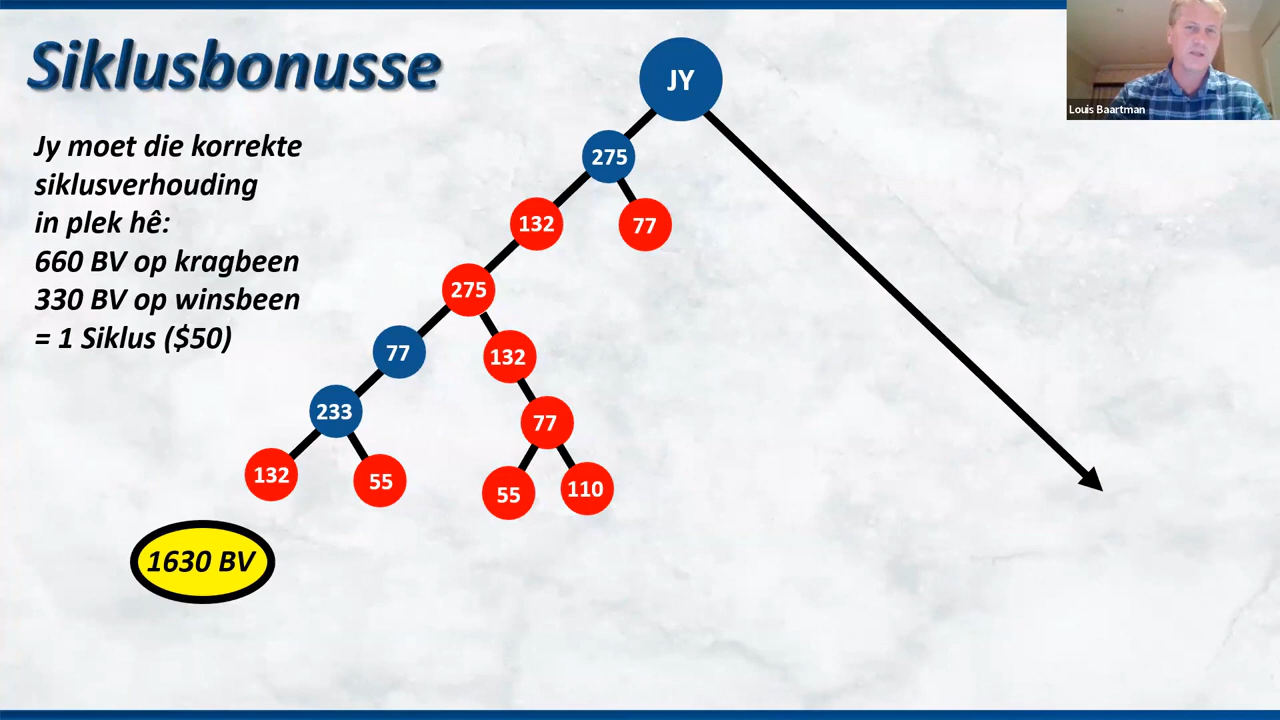 Siklusbonusse
Jy moet die korrekte
siklusverhouding
in plek hê:
660 BV op kragbeen
330 BV op winsbeen
= 1 Siklus ($50)
JY
275
132
77
275
77
132
233
77
132
55
55
110
1630 BV
Louis Baartman